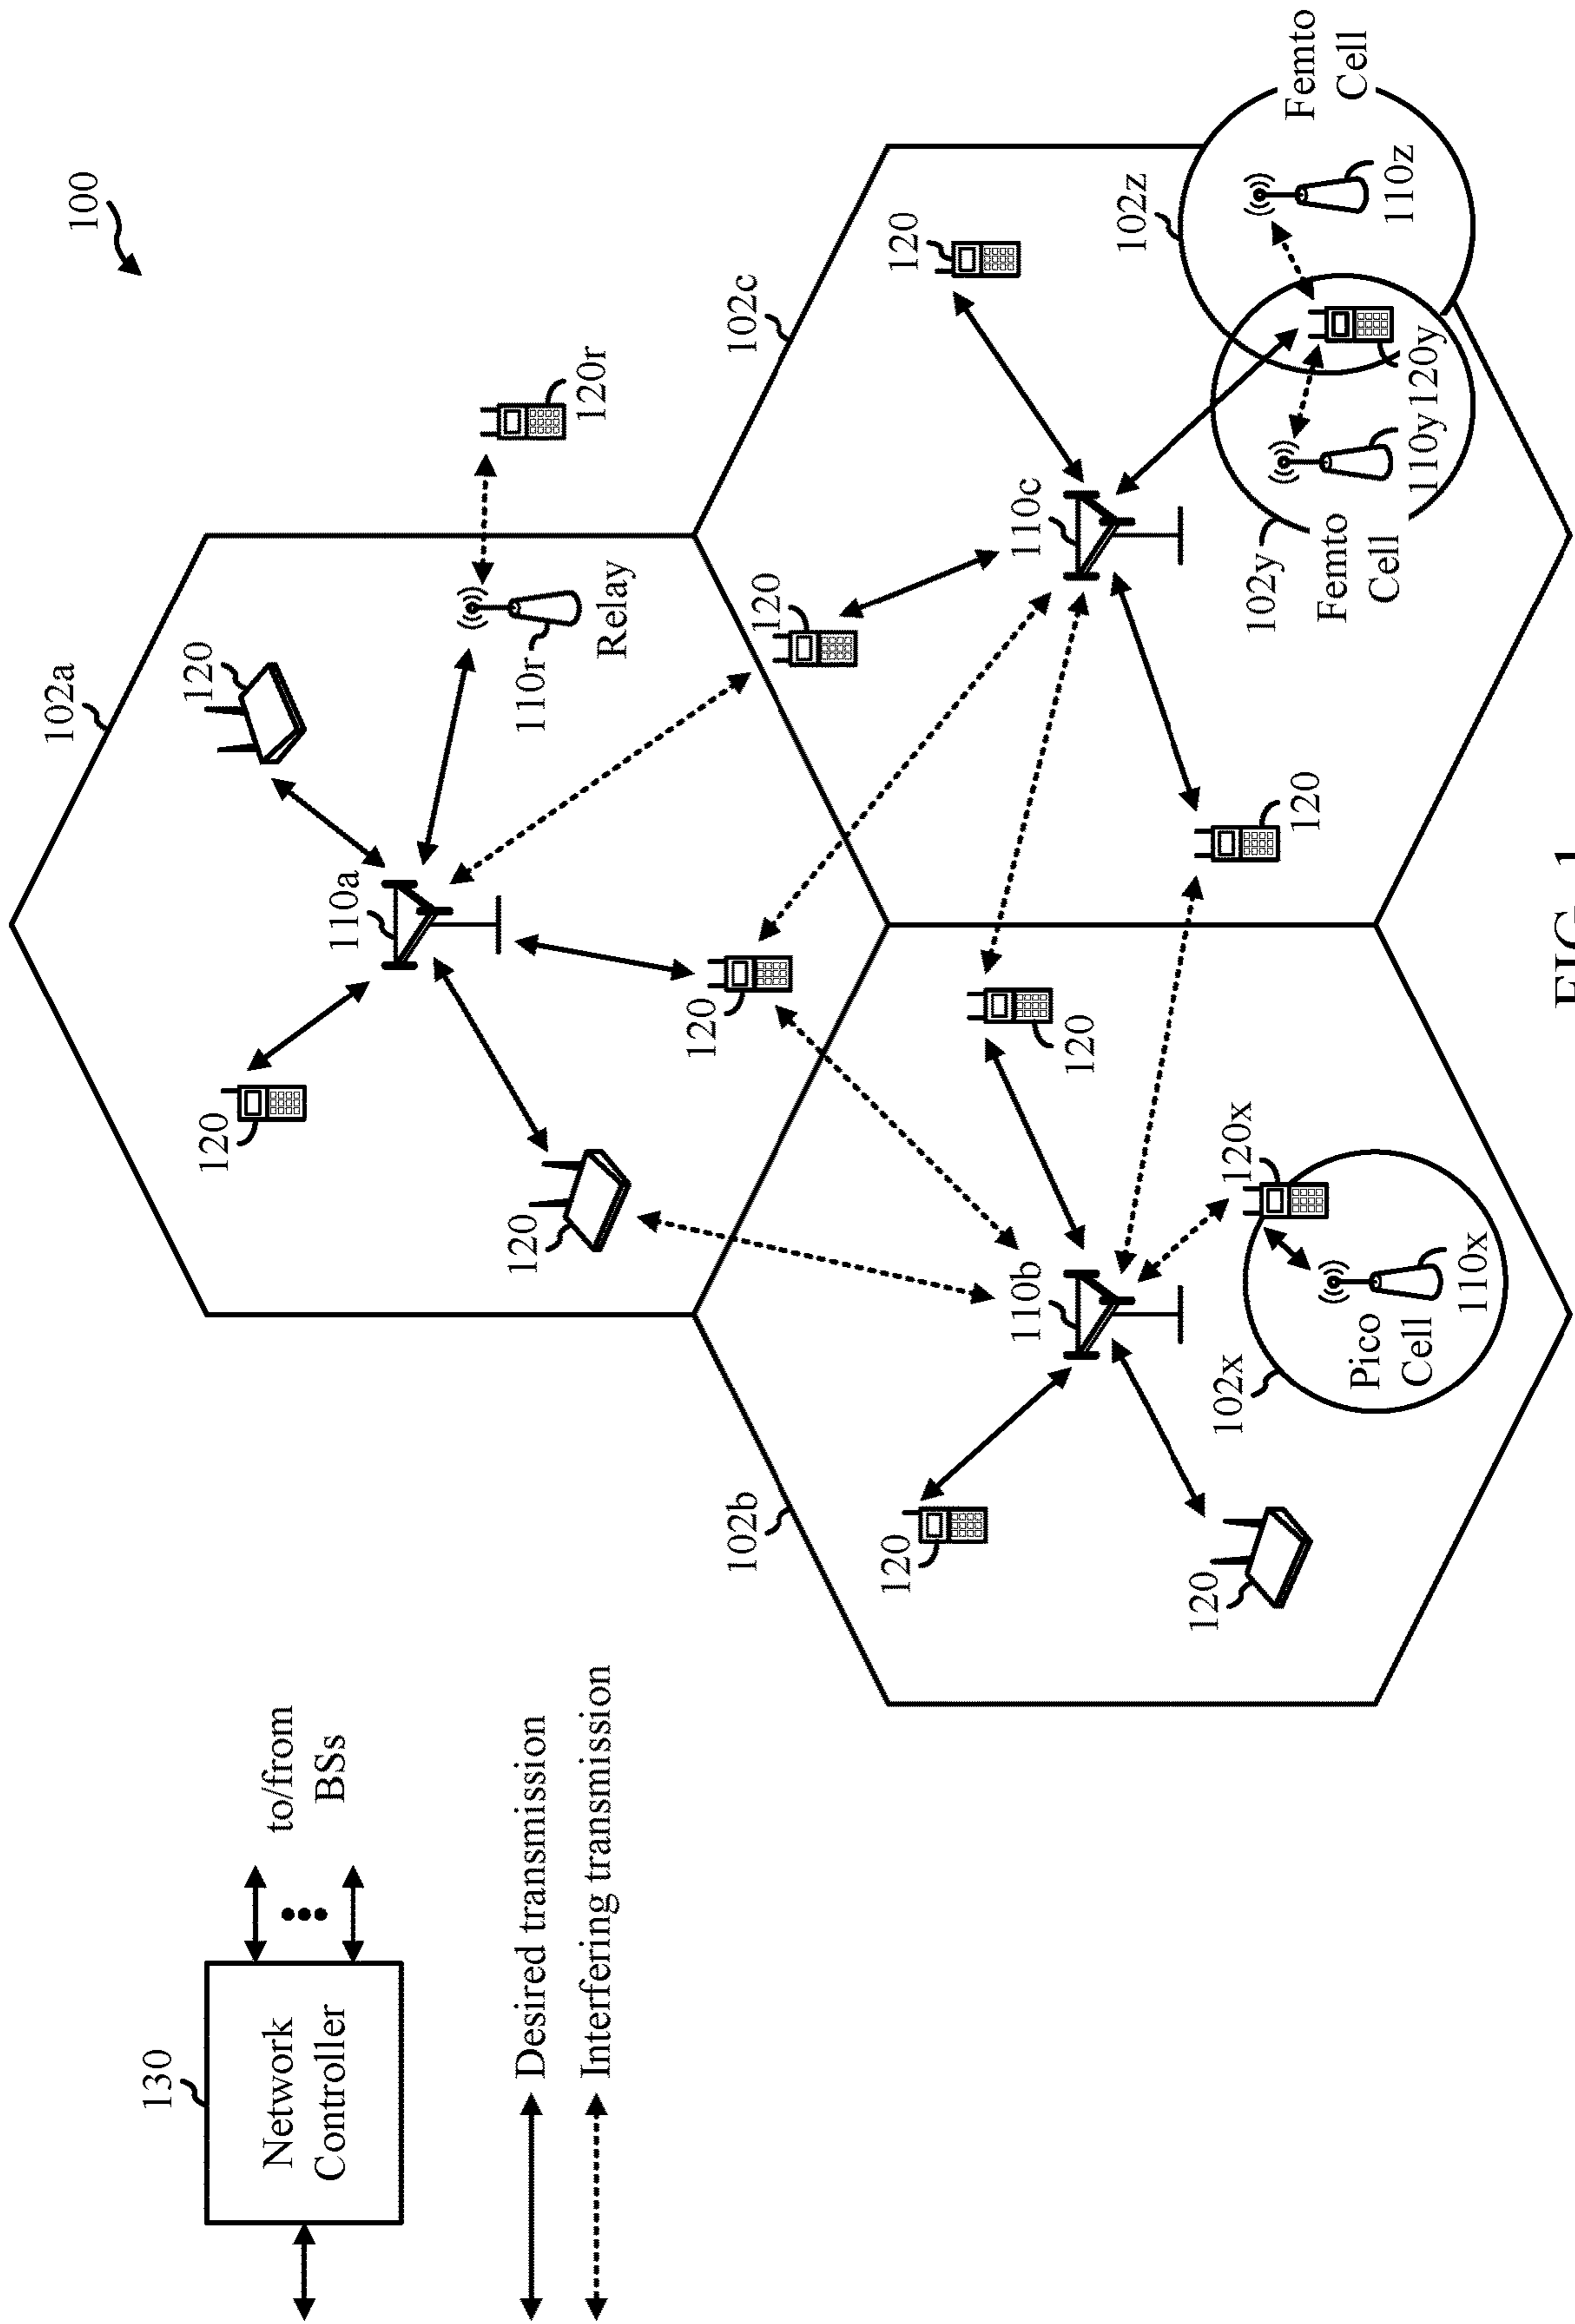 100
130
Network
Controller
to/from
BSs
Desired transmission
Interfering transmission
102a
120
120
110a
120
120
110r
Relay
120r
102b
120
120
110b
120
120x
102x
Pico
Cell
110x
102c
120
120
110c
120
102y
Femto
Cell
110y
120y
102z
110z
Femto
Cell
120
FIG. 1